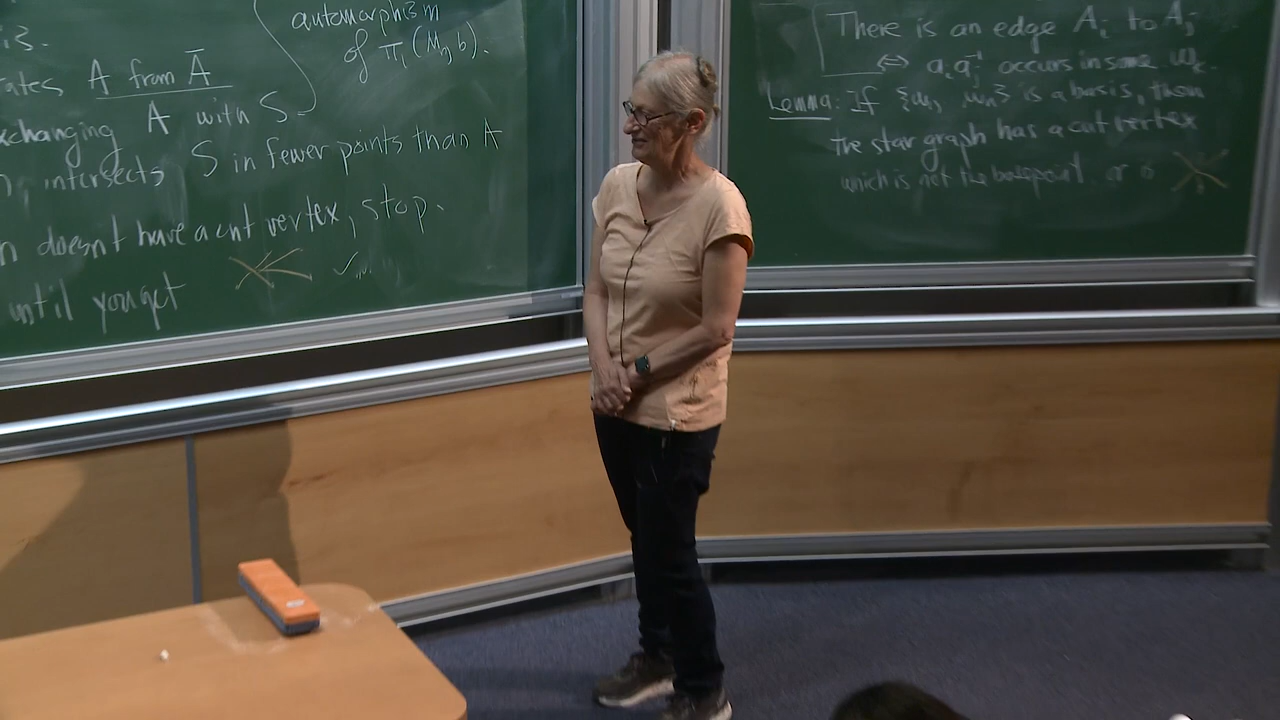 automorphism
of π₁(Mₙ, b).
ates A from Ā
xchanging A with S
intersects S in fewer points than A
n doesn't have a cut vertex, stop.
until you get
There is an edge Aᵢ to Aⱼ
⇔ aᵢaⱼ⁻¹ occurs in some wₖ.
Lemma: If {w₁, wₙ} is a basis, then
the star graph has a cut vertex
which is not the basepoint, or is